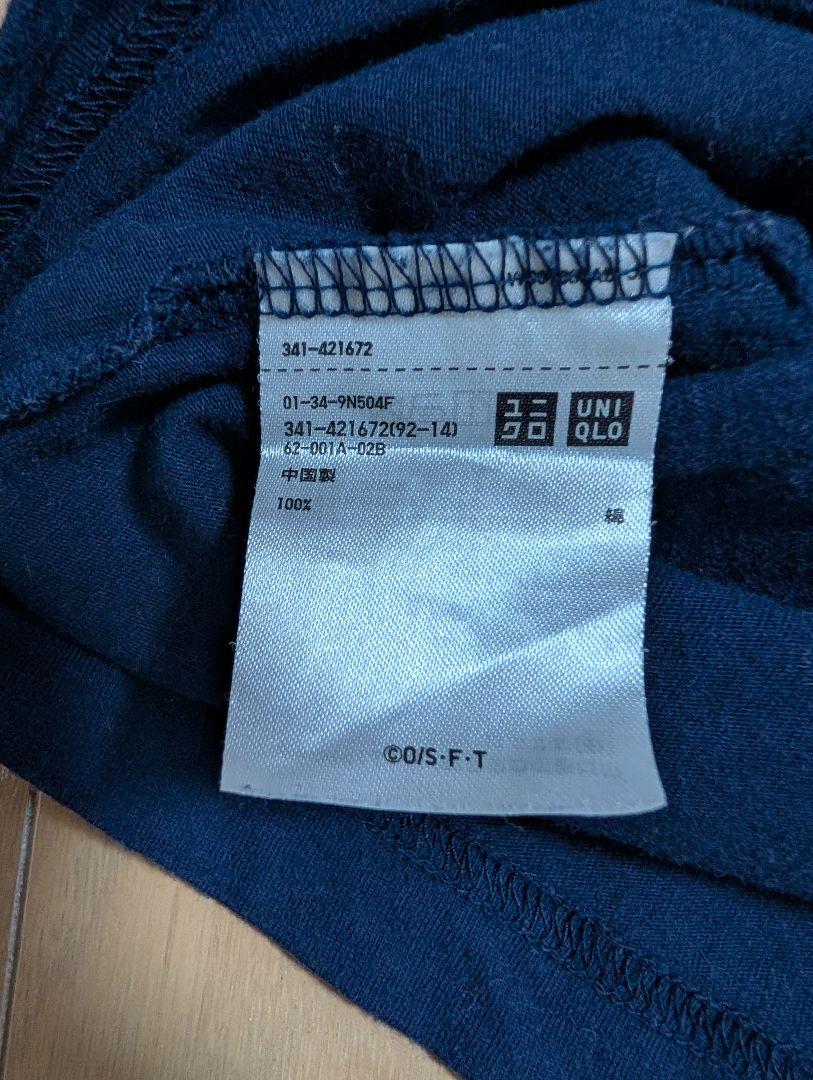 341-421672
01-34-9N504F
341-421672(92-14)
62-001A-02B
中国製
100% 綿
ユニ
クロ
UNI
QLO
©O/S·F·T